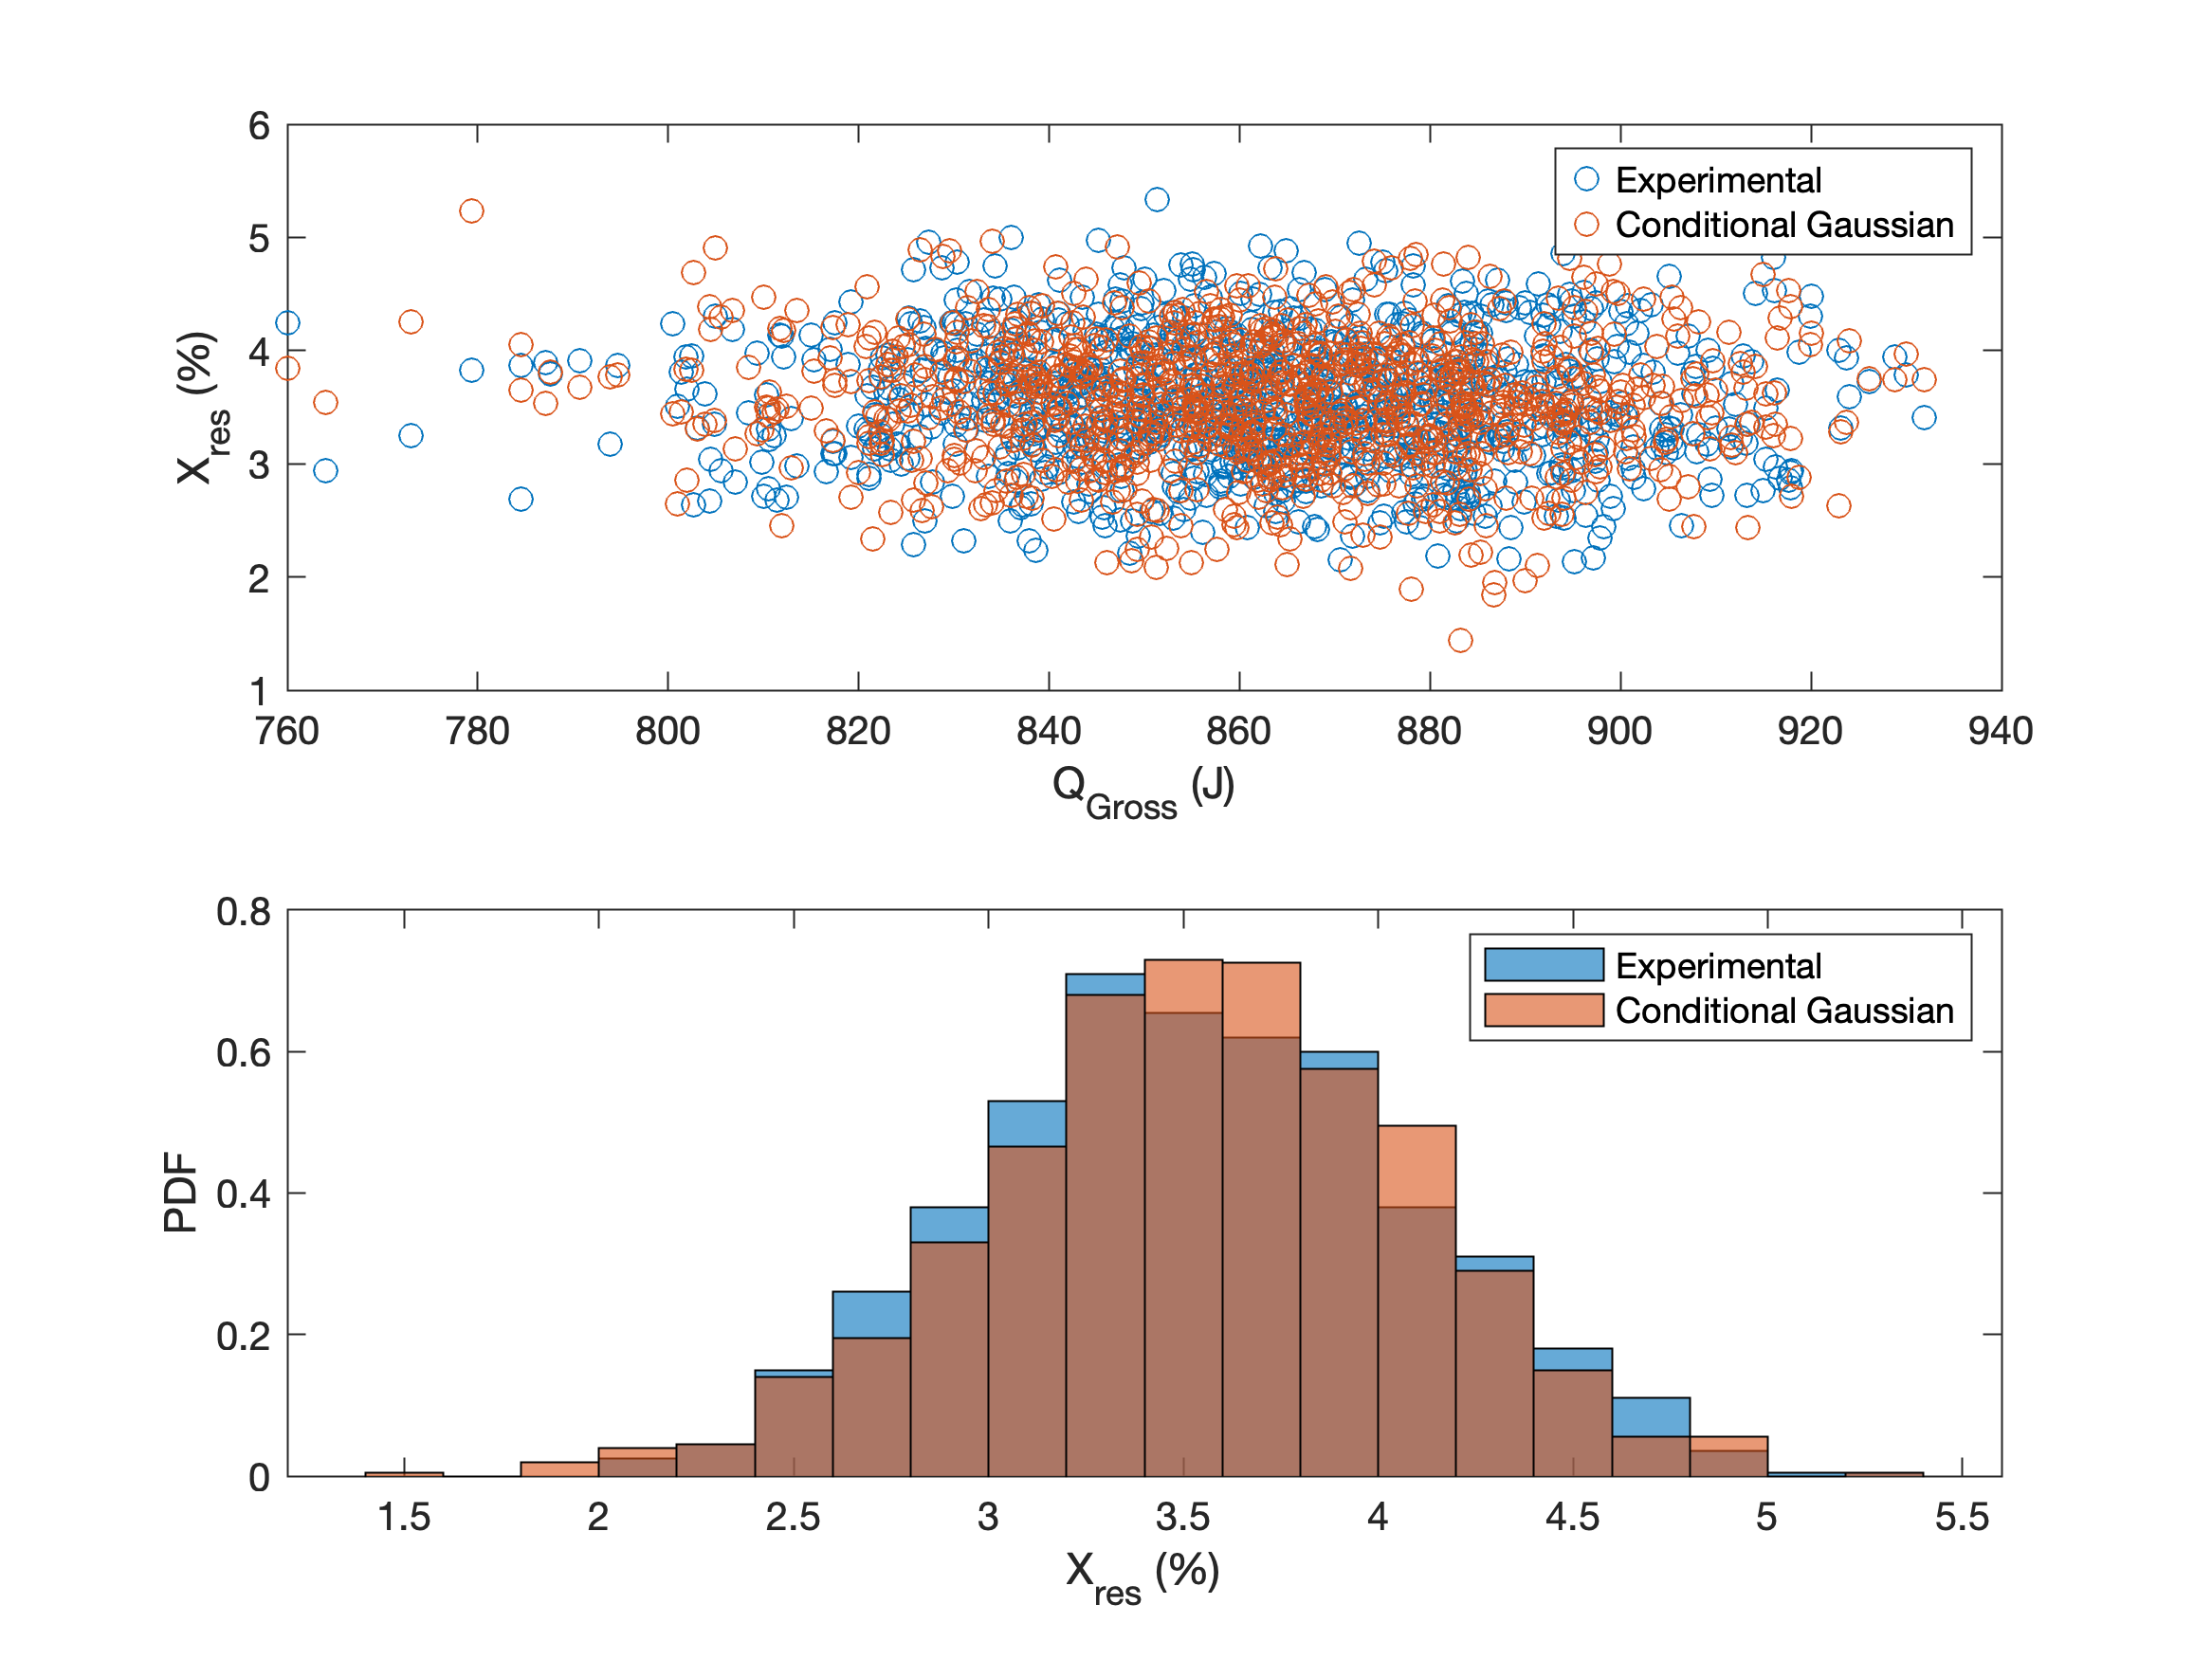 6
5
4
3
2
1
X_res (%)
Experimental
Conditional Gaussian
760 780 800 820 840 860 880 900 920 940
Q_Gross (J)
0.8
0.6
0.4
0.2
0
PDF
Experimental
Conditional Gaussian
1.5 2 2.5 3 3.5 4 4.5 5 5.5
X_res (%)